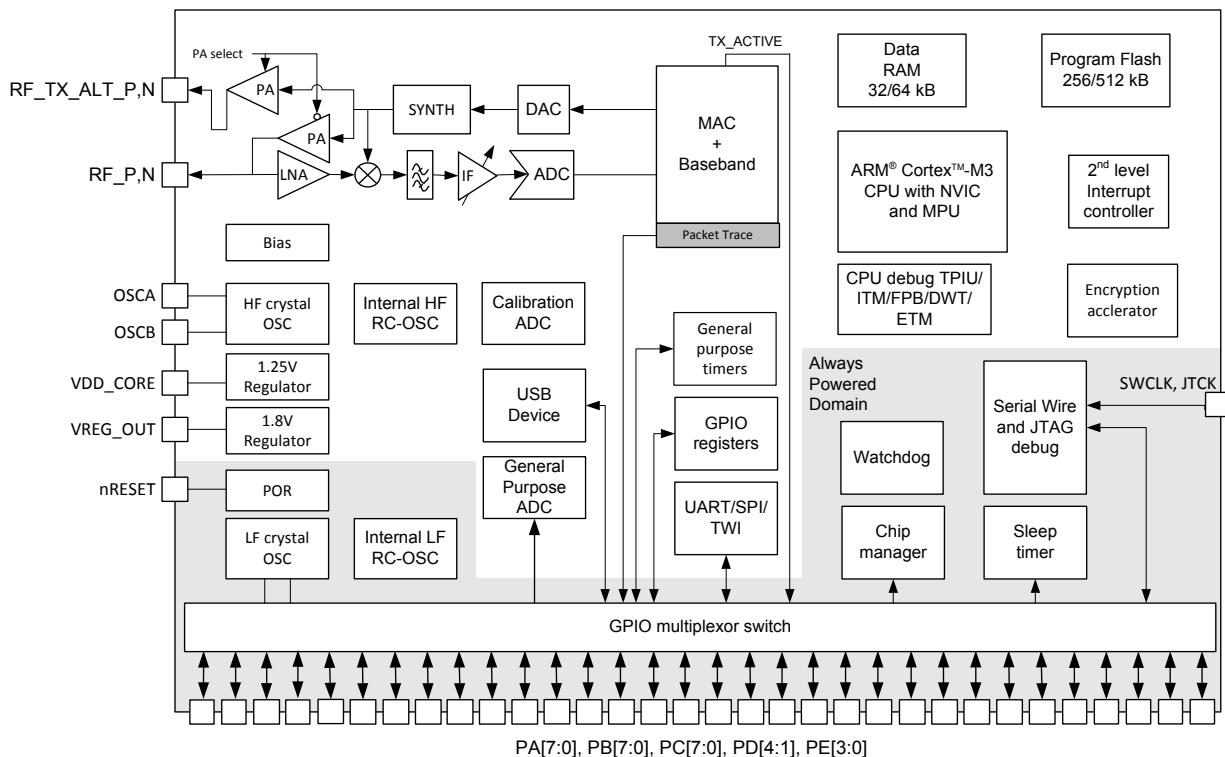 TX_ACTIVE
PA select
RF_TX_ALT_P,N
PA
SYNTH
DAC
MAC
+
Baseband
PA
RF_P,N
LNA
IF
ADC
Packet Trace
Data
RAM
32/64 kB
Program Flash
256/512 kB
ARM® Cortex™-M3
CPU with NVIC
and MPU
2nd level
Interrupt
controller
Bias
OSCA
OSCB
HF crystal
OSC
Internal HF
RC-OSC
Calibration
ADC
CPU debug TPIU/
ITM/FPB/DWT/
ETM
Encryption
acclerator
General
purpose
timers
VDD_CORE
1.25V
Regulator
USB
Device
Always
Powered
Domain
Serial Wire
and JTAG
debug
SWCLK, JTCK
VREG_OUT
1.8V
Regulator
GPIO
registers
Watchdog
nRESET
POR
General
Purpose
ADC
UART/SPI/
TWI
LF crystal
OSC
Internal LF
RC-OSC
Chip
manager
Sleep
timer
GPIO multiplexor switch
PA[7:0], PB[7:0], PC[7:0], PD[4:1], PE[3:0]